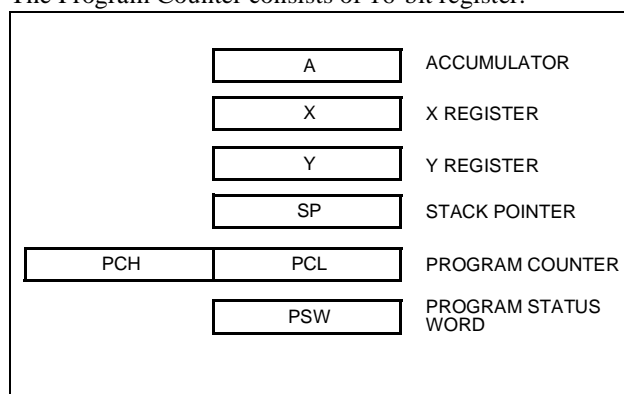 The Program Counter consists of 16-bit register.
A ACCUMULATOR
X X REGISTER
Y Y REGISTER
SP STACK POINTER
PCH PCL PROGRAM COUNTER
PSW PROGRAM STATUS
WORD